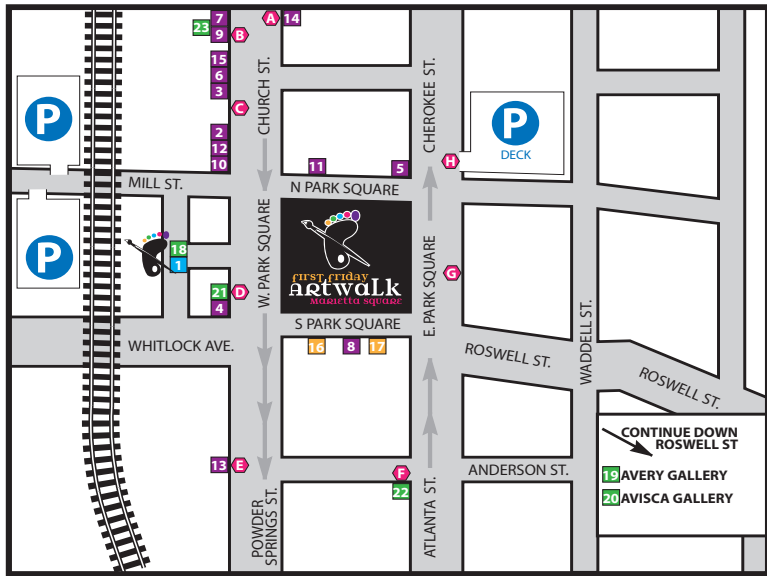 7
A
14
23
9
B
15
6
3
C
2
12
10
P
CHURCH ST.
CHEROKEE ST.
P
DECK
H
11
5
MILL ST.
N PARK SQUARE
P
18
1
21
D
4
W. PARK SQUARE
FIRST FRIDAY
ARTWALK
MARIETTA SQUARE
E. PARK SQUARE
G
S PARK SQUARE
WHITLOCK AVE.
16
8
17
ROSWELL ST.
WADDELL ST.
ROSWELL ST.
CONTINUE DOWN
ROSWELL ST
19 AVERY GALLERY
20 AVISCA GALLERY
13
E
F
22
ANDERSON ST.
POWDER
SPRINGS ST.
ATLANTA ST.